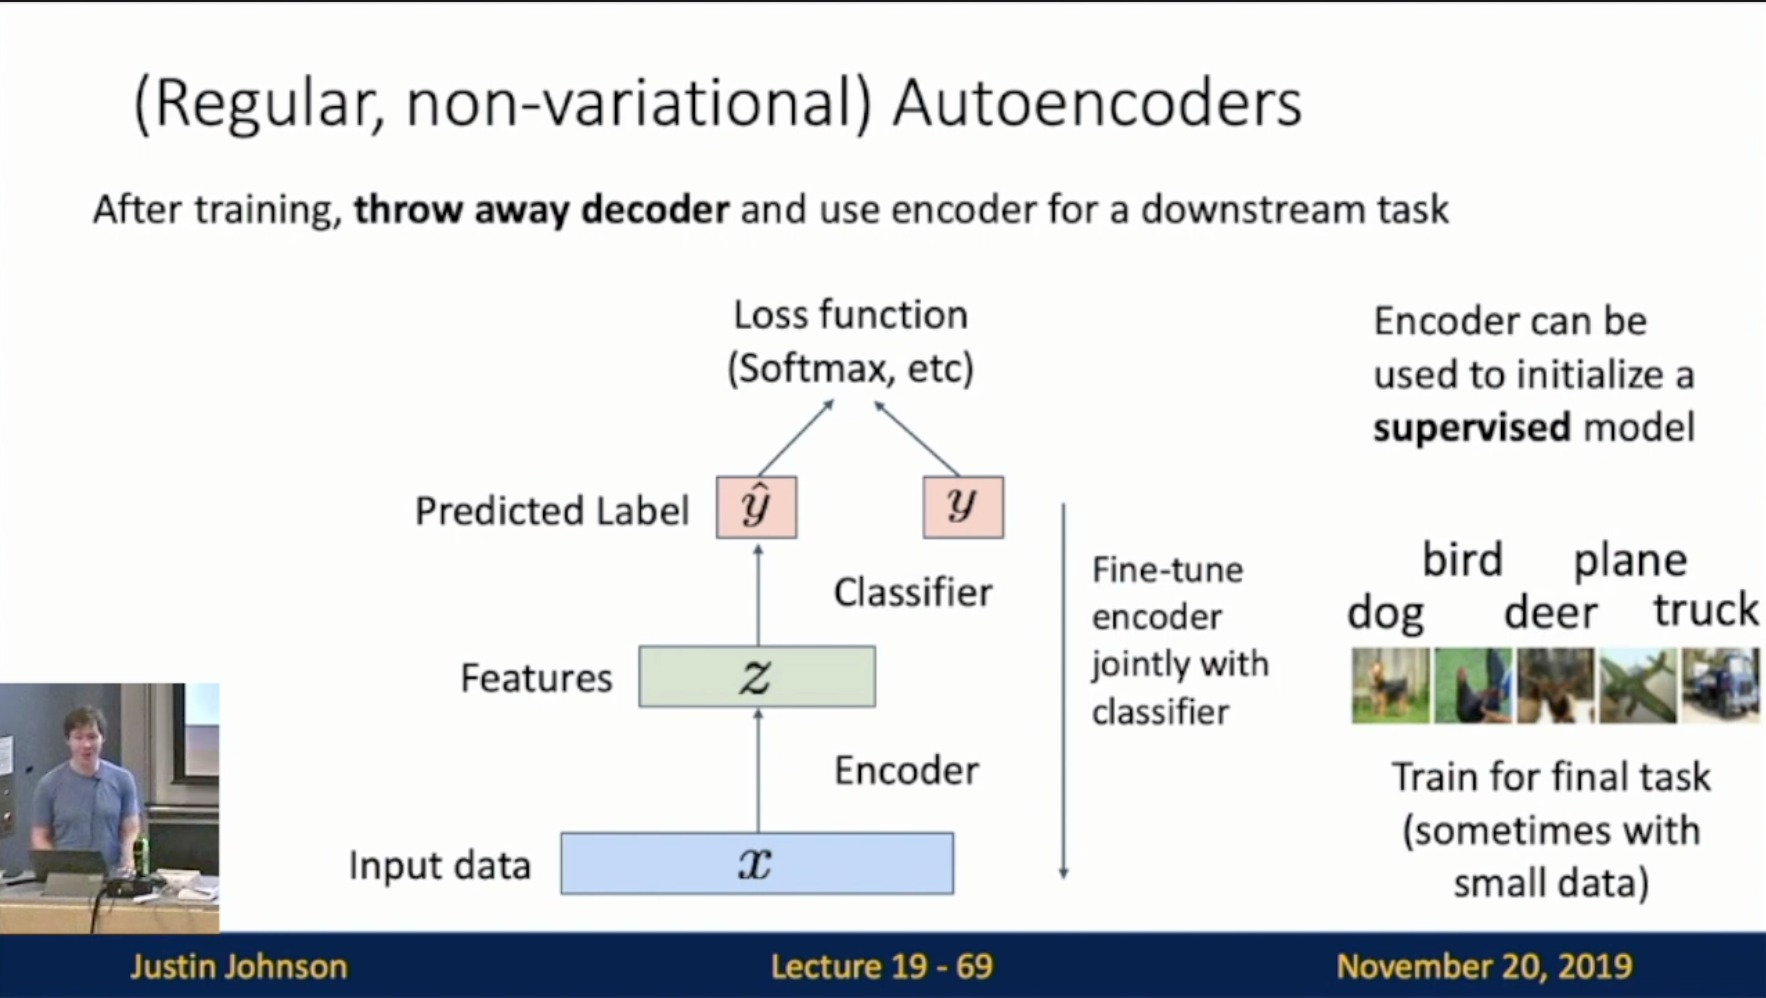 (Regular, non-variational) Autoencoders
After training, throw away decoder and use encoder for a downstream task
Loss function
(Softmax, etc)
Predicted Label
ŷ
y
Classifier
Features
z
Encoder
Input data
x
Fine-tune
encoder
jointly with
classifier
Encoder can be
used to initialize a
supervised model
bird plane
dog deer truck
Train for final task
(sometimes with
small data)
Justin Johnson
Lecture 19 - 69
November 20, 2019